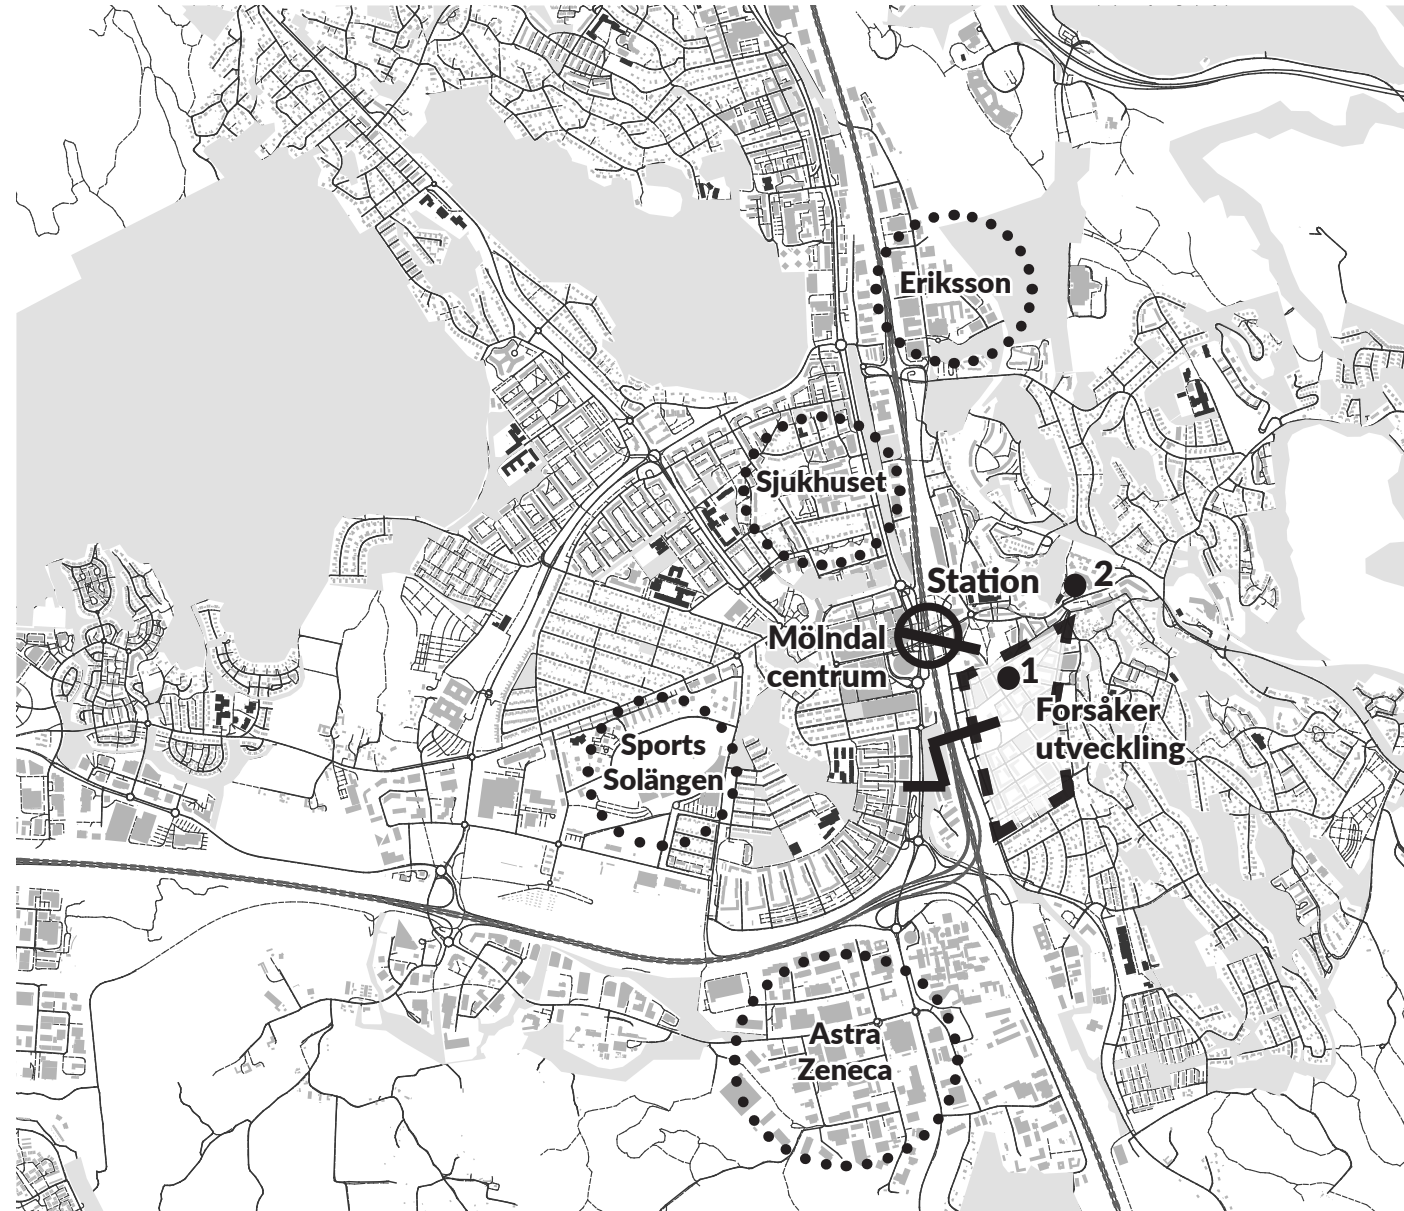 Eriksson
Sjukhuset
Station
2
Mölndal
centrum
1
Forsåker
utveckling
Sports
Solängen
Astra
Zeneca